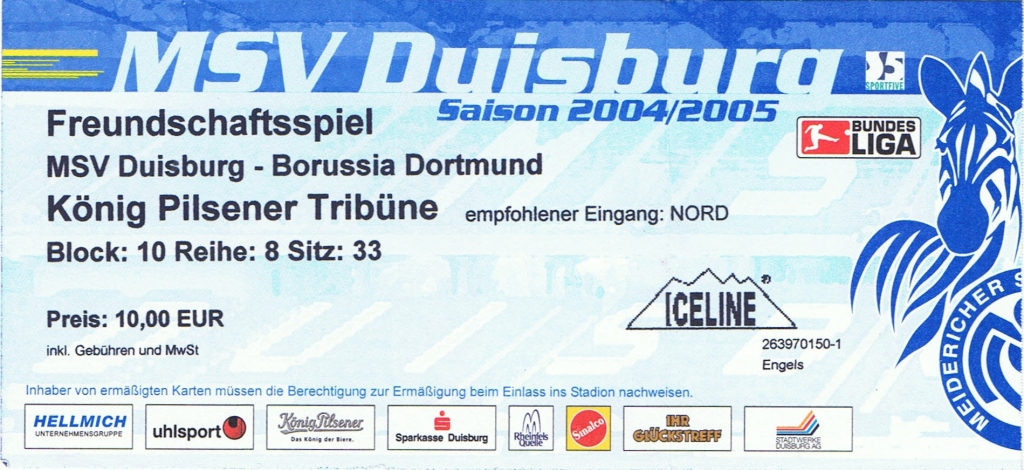 MSV Duisburg
Saison 2004/2005
SPORTFIVE
Freundschaftsspiel
BUNDES
LIGA
MSV Duisburg - Borussia Dortmund
König Pilsener Tribüne empfohlener Eingang: NORD
Block: 10 Reihe: 8 Sitz: 33
ICELINE ®
Preis: 10,00 EUR
263970150-1
inkl. Gebühren und MwSt
Engels
MEIDERICHER S
Inhaber von ermäßigten Karten müssen die Berechtigung zur Ermäßigung beim Einlass ins Stadion nachweisen.
HELLMICH
UNTERNEHMENSGRUPPE
uhlsport
König Pilsener
Das König der Biere.
Sparkasse Duisburg
Rheinfels
Quelle
Sinalco
IHR
GLÜCKSTREFF
STADTWERKE
DUISBURG AG